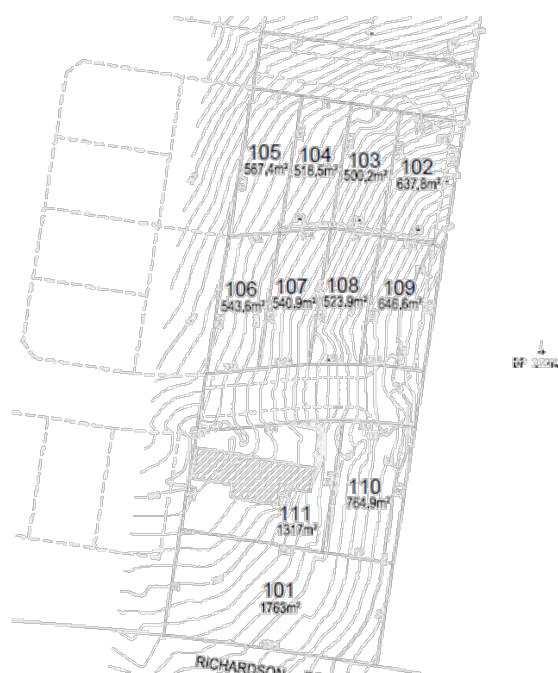 105
567,4m²
104
518,5m²
103
500,2m²
102
637,8m²
106
543,6m²
107
540,9m²
108
523,9m²
109
646,6m²
110
764,9m²
111
1317m²
101
1763m²
RICHARDSON